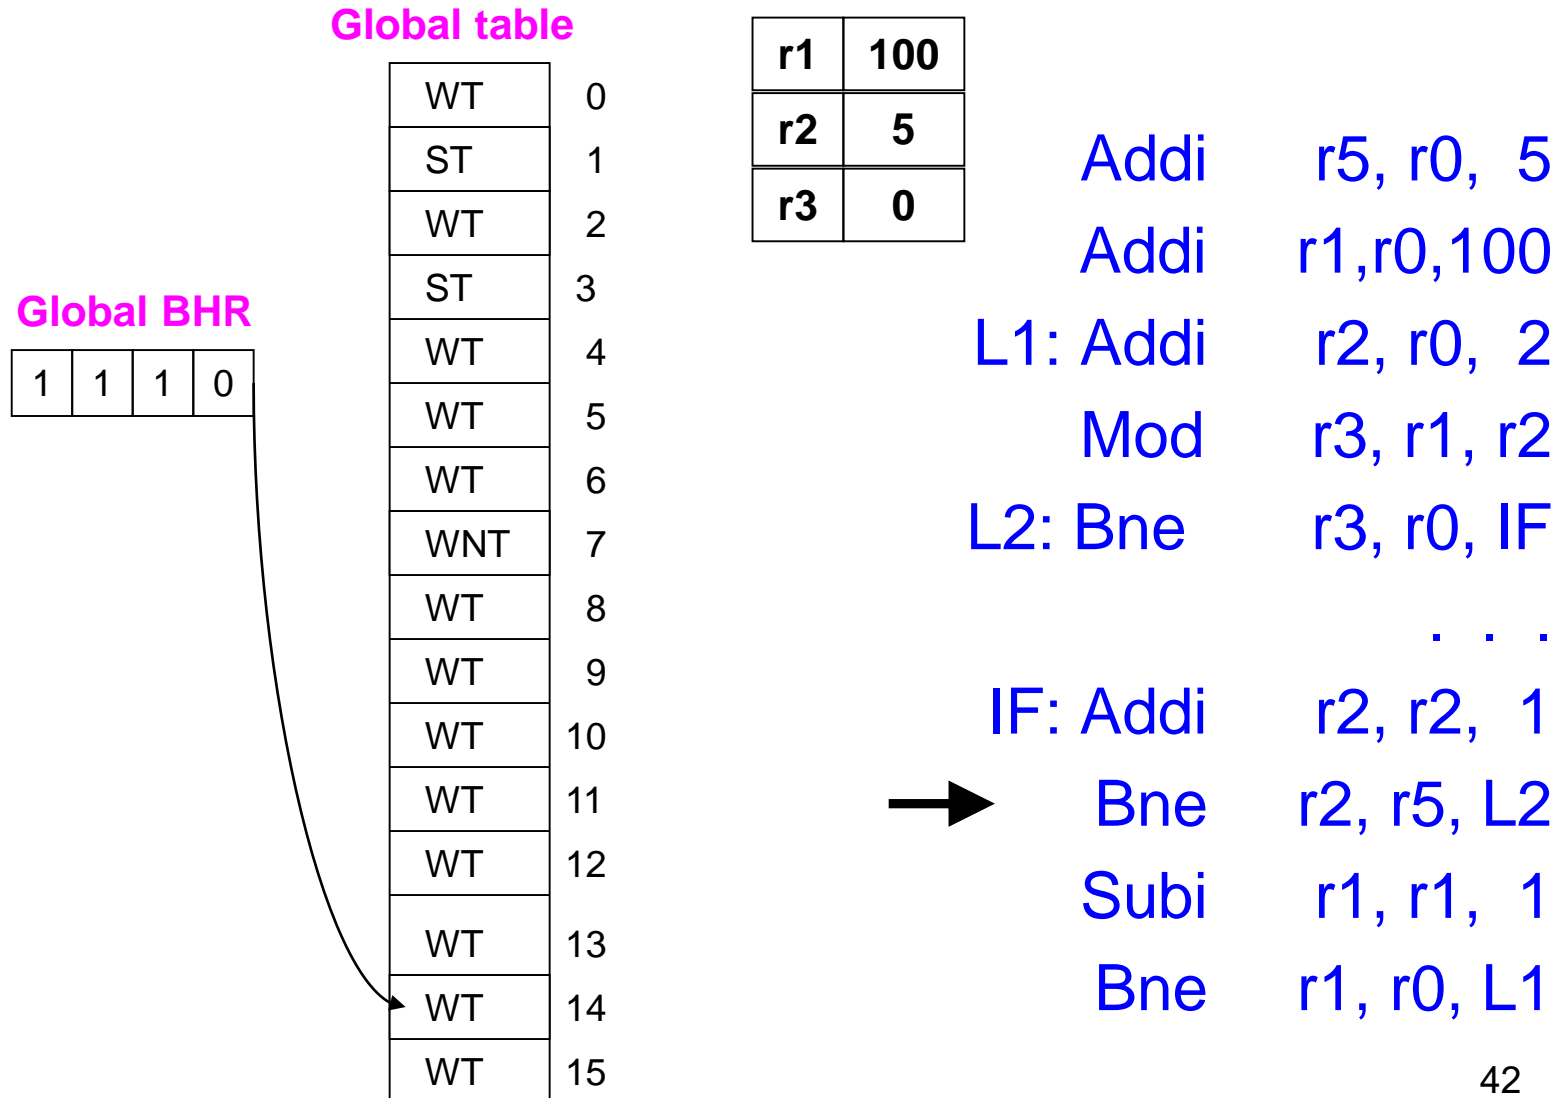 Global table
WT 0
ST 1
WT 2
ST 3
WT 4
WT 5
WT 6
WNT 7
WT 8
WT 9
WT 10
WT 11
WT 12
WT 13
WT 14
WT 15
Global BHR
1 1 1 0
r1 100
r2 5
r3 0
Addi r5, r0, 5
Addi r1,r0,100
L1: Addi r2, r0, 2
Mod r3, r1, r2
L2: Bne r3, r0, IF
. . .
IF: Addi r2, r2, 1
Bne r2, r5, L2
Subi r1, r1, 1
Bne r1, r0, L1
42